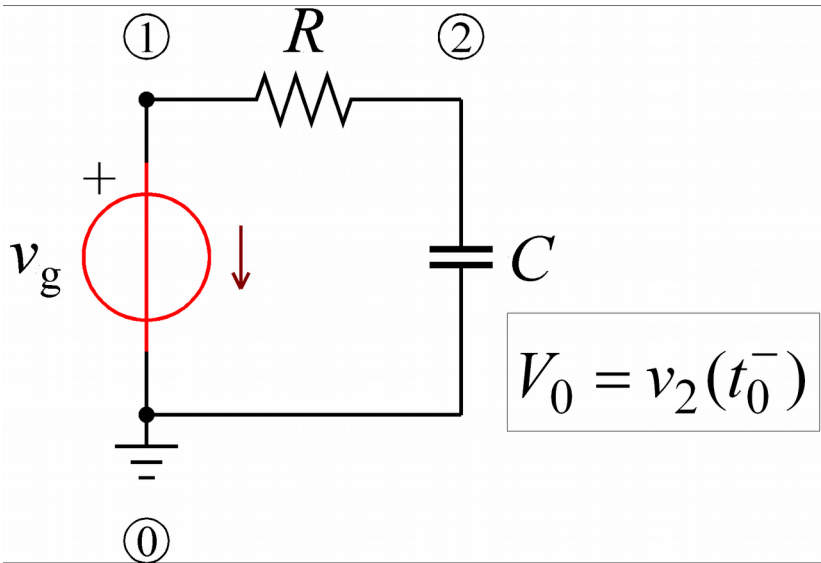 ① R ②
+
v_g
C
V_0 = v_2(t_0^-)
⓪